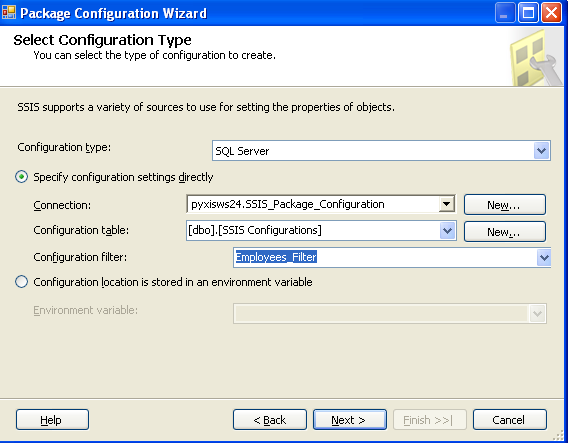 Package Configuration Wizard
Select Configuration Type
You can select the type of configuration to create.
SSIS supports a variety of sources to use for setting the properties of objects.
Configuration type: SQL Server
Specify configuration settings directly
Connection: pyxisws24.SSIS_Package_Configuration New...
Configuration table: [dbo].[SSIS Configurations] New...
Configuration filter: Employees_Filter
Configuration location is stored in an environment variable
Environment variable:
Help < Back Next > Finish >>| Cancel